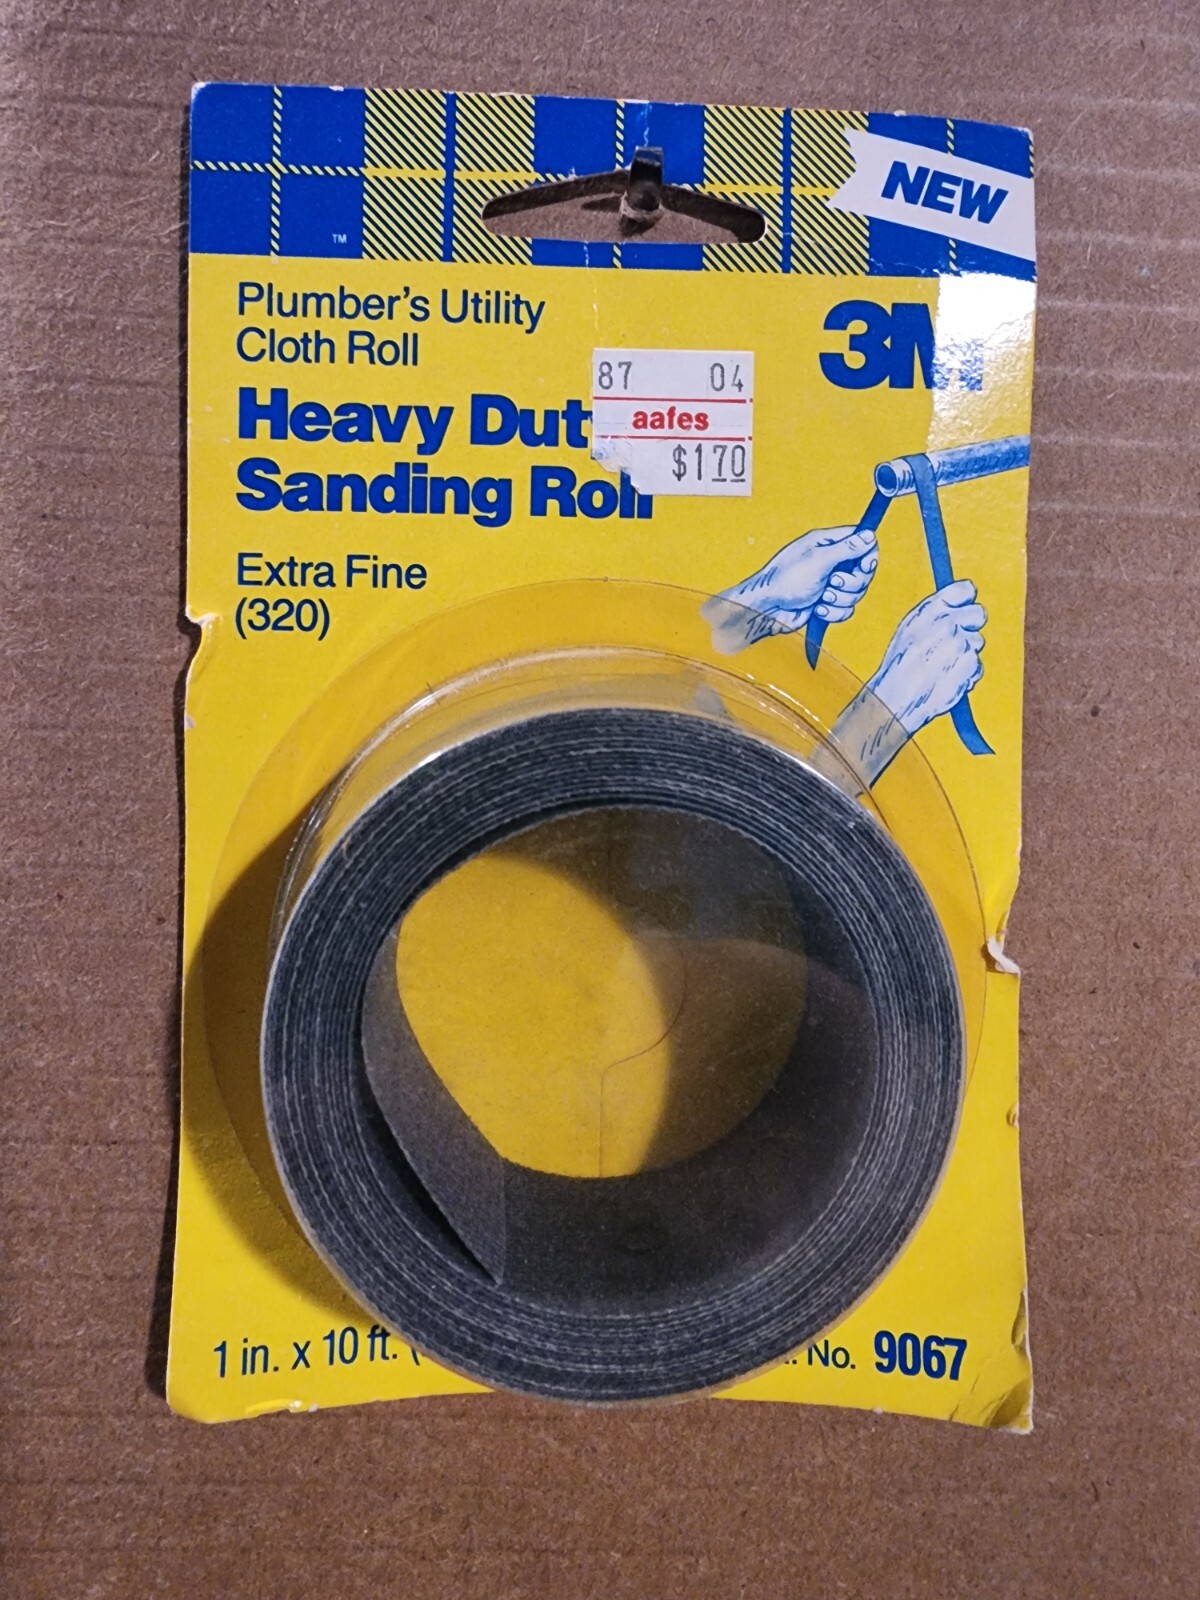 NEW
TM
Plumber's Utility
Cloth Roll
3M
Heavy Duty
Sanding Roll
87 04
aafes
$1.70
Extra Fine
(320)
1 in. x 10 ft. (
. No. 9067